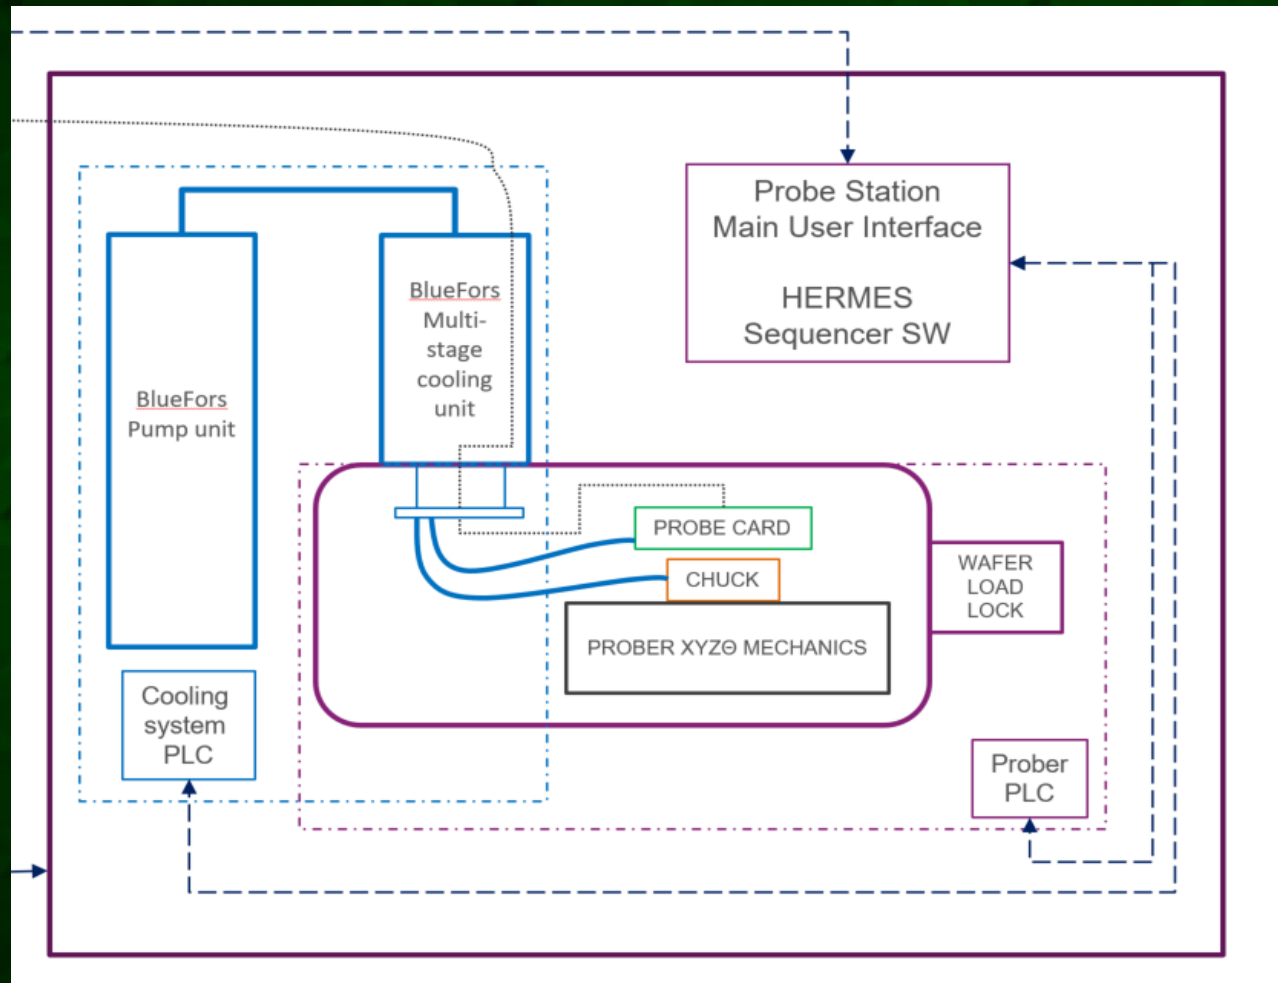 Probe Station
Main User Interface
HERMES
Sequencer SW
BlueFors
Multi-
stage
cooling
unit
BlueFors
Pump unit
PROBE CARD
CHUCK
PROBER XYZΘ MECHANICS
WAFER
LOAD
LOCK
Cooling
system
PLC
Prober
PLC